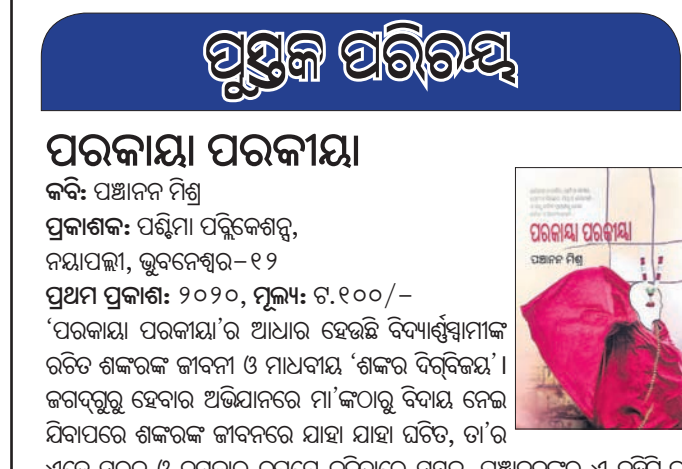 ପୁସ୍ତକ ପରିଚୟ
ପରକାୟା ପରକୀୟା
କବି: ପଞ୍ଚାନନ ମିଶ୍ର
ପ୍ରକାଶକ: ପଶ୍ଚିମା ପବ୍ଲିକେଶନ୍ସ,
ନୟାପଲ୍ଲୀ, ଭୁବନେଶ୍ୱର–୧୨
ପ୍ରଥମ ପ୍ରକାଶ: ୨୦୨୦, ମୂଲ୍ୟ: ଟ.୧୦୦/–
‘ପରକାୟା ପରକୀୟା’ର ଆଧାର ହେଉଛି ବିଦ୍ୟାର୍ଣ୍ଣବସ୍ୱାମୀଙ୍କ
ରଚିତ ଶଙ୍କରଙ୍କ ଜୀବନୀ ଓ ମାଧବୀୟ ‘ଶଙ୍କର ଦିଗ୍‌ବିଜୟ’।
ଜଗଦ୍‌ଗୁରୁ ହେବାର ଅଭିଯାନରେ ମା’ଙ୍କଠାରୁ ବିଦାୟ ନେଇ
ଯିବାପରେ ଶଙ୍କରଙ୍କ ଜୀବନରେ ଯାହା ଯାହା ଘଟିତ, ତା’ର
ପରକାୟା ପରକୀୟା
ପଞ୍ଚାନନ ମିଶ୍ର